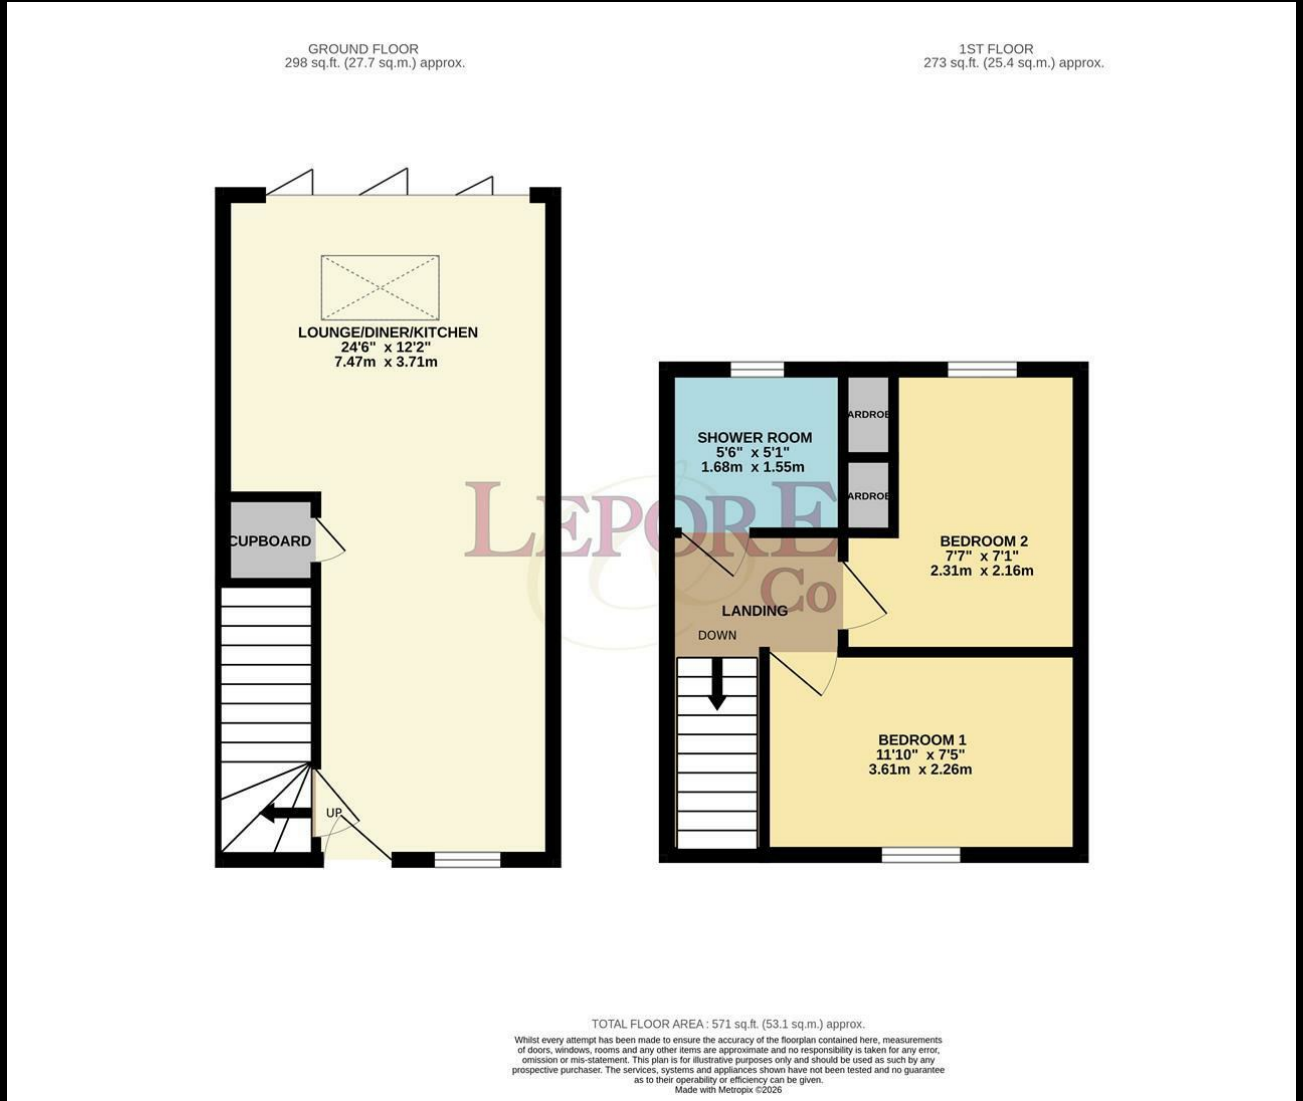 GROUND FLOOR
298 sq.ft. (27.7 sq.m.) approx.
1ST FLOOR
273 sq.ft. (25.4 sq.m.) approx.
LOUNGE/DINER/KITCHEN
24'6" x 12'2"
7.47m x 3.71m
CUPBOARD
UP
SHOWER ROOM
5'6" x 5'1"
1.68m x 1.55m
ARDROE
ARDROE
BEDROOM 2
7'7" x 7'1"
2.31m x 2.16m
LANDING
DOWN
BEDROOM 1
11'10" x 7'5"
3.61m x 2.26m
LEPORE
& Co
TOTAL FLOOR AREA : 571 sq.ft. (53.1 sq.m.) approx.
Whilst every attempt has been made to ensure the accuracy of the floorplan contained here, measurements
of doors, windows, rooms and any other items are approximate and no responsibility is taken for any error,
omission or mis-statement. This plan is for illustrative purposes only and should be used as such by any
prospective purchaser. The services, systems and appliances shown have not been tested and no guarantee
as to their operability or efficiency can be given.
Made with Metropix ©2026